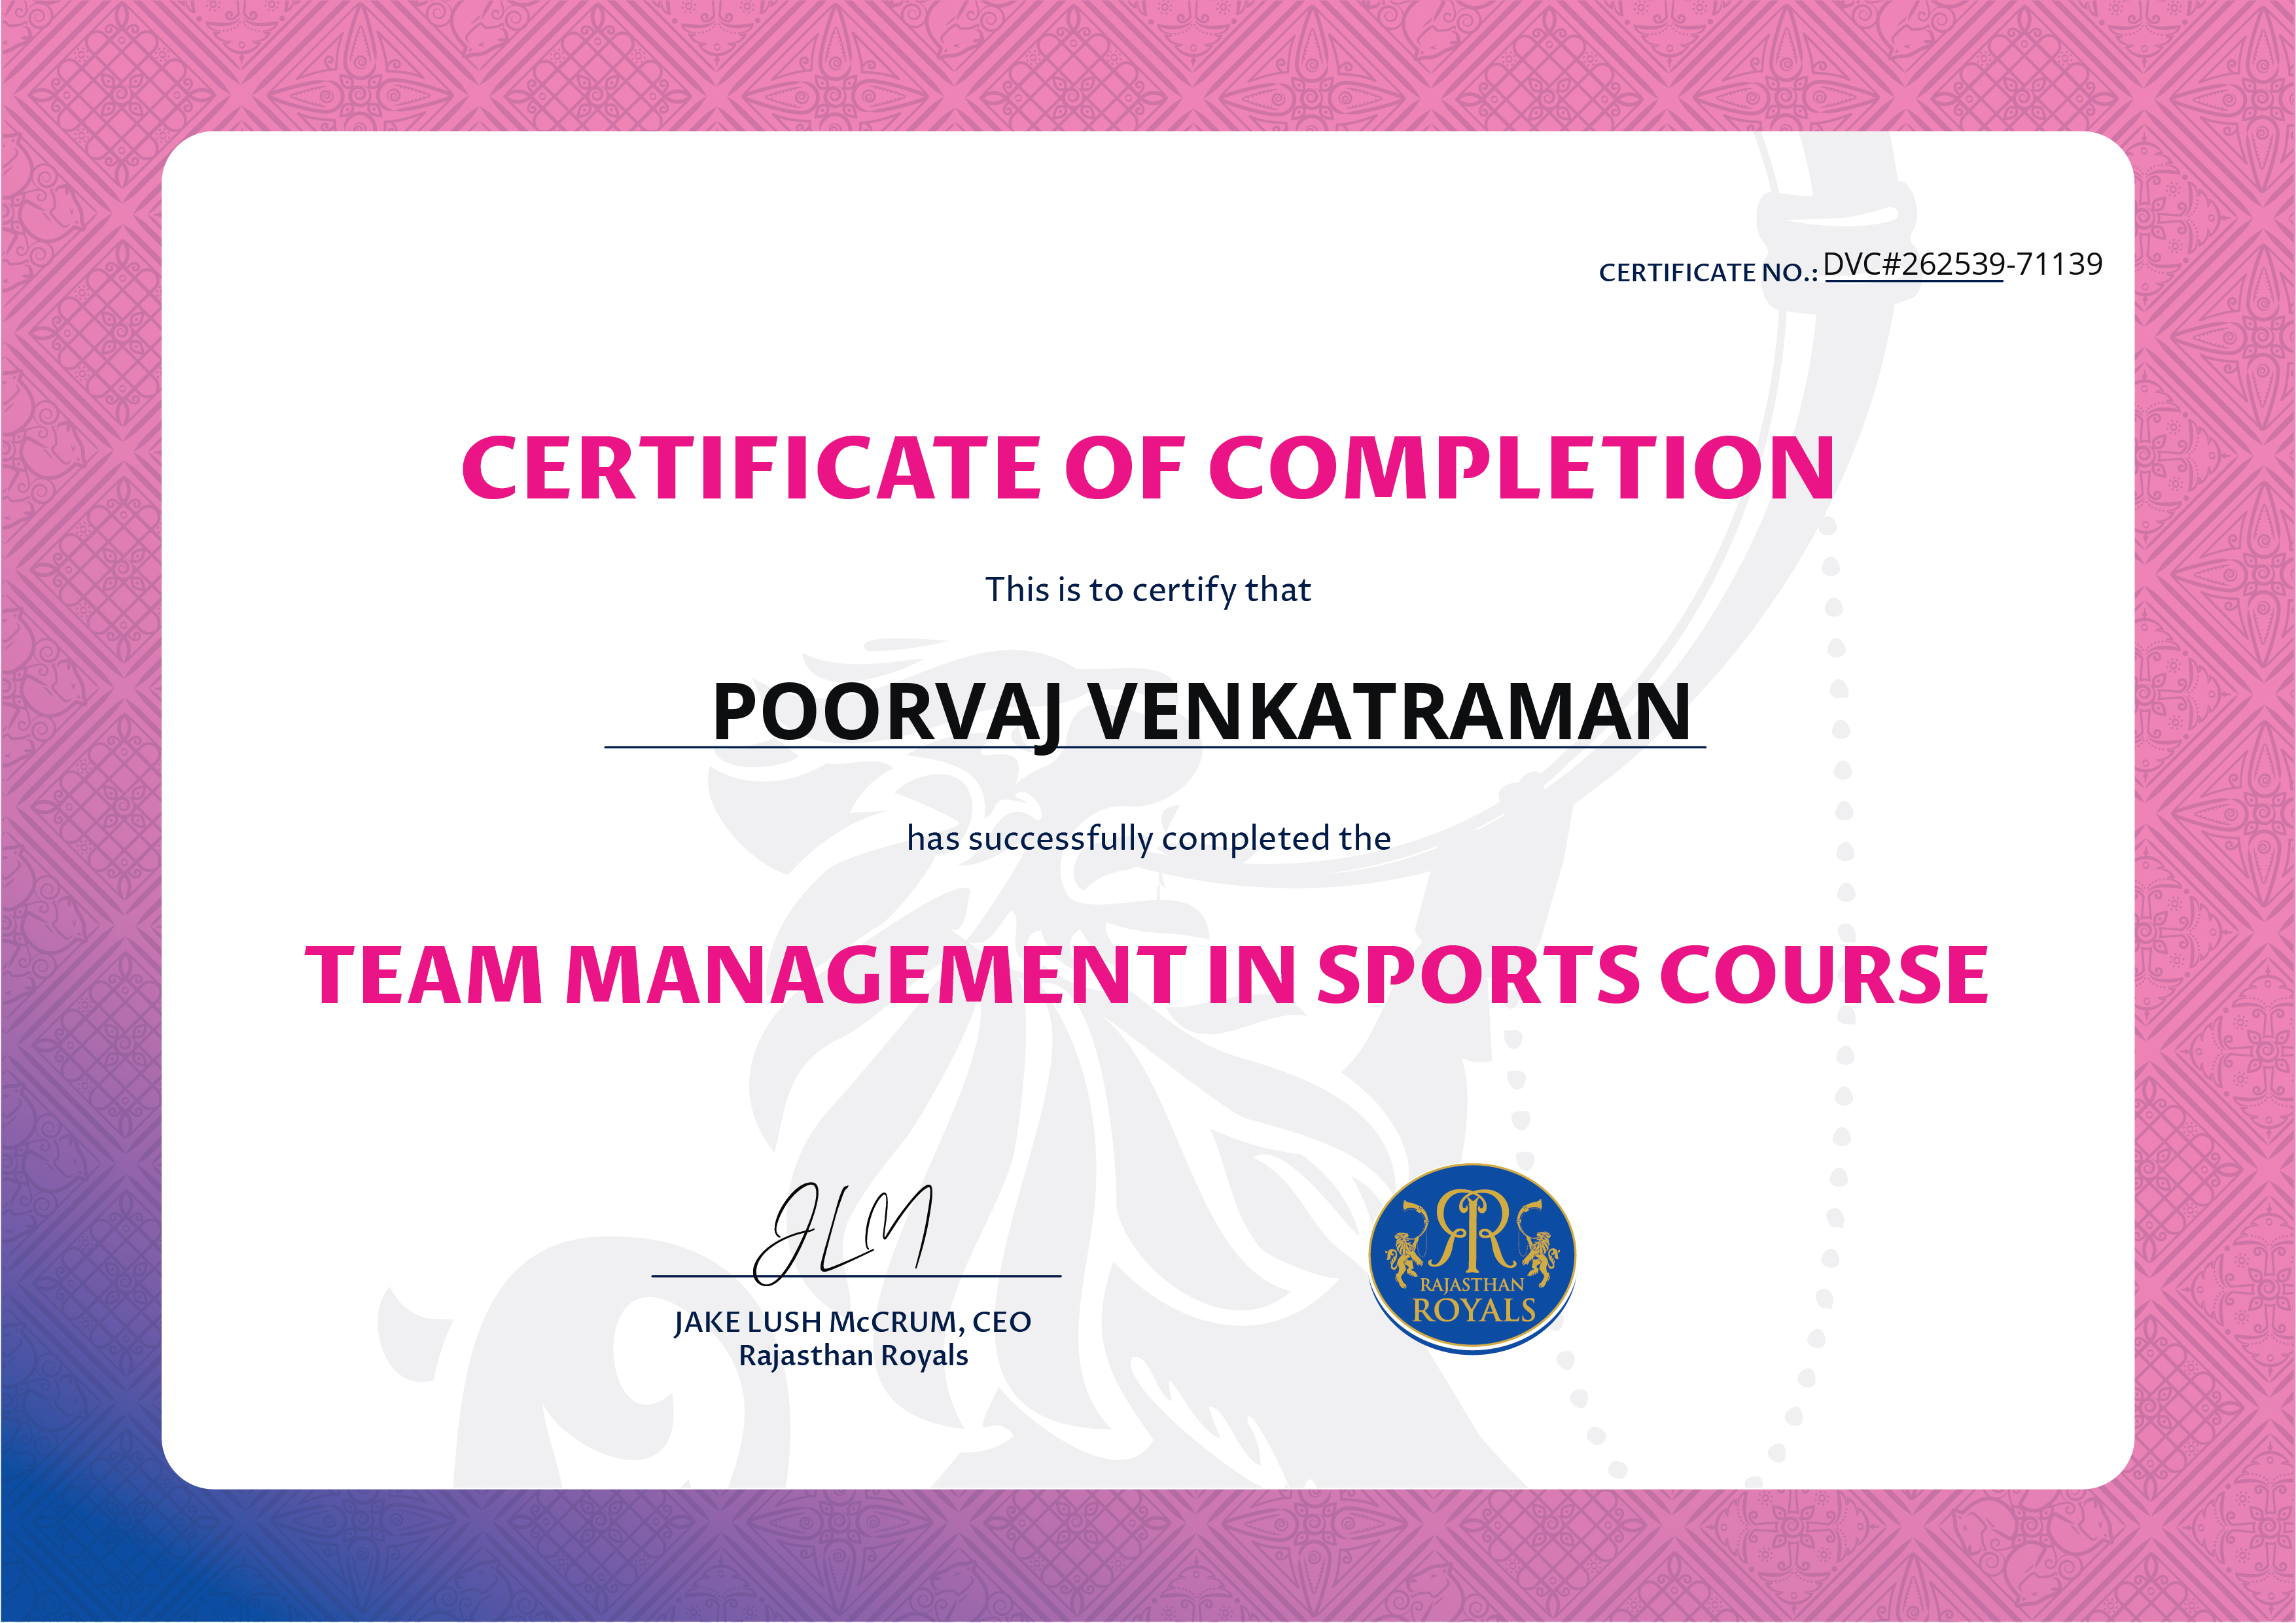 CERTIFICATE NO.: DVC#262539-71139
CERTIFICATE OF COMPLETION
This is to certify that
POORVAJ VENKATRAMAN
has successfully completed the
TEAM MANAGEMENT IN SPORTS COURSE
JLM
JAKE LUSH McCRUM, CEO
Rajasthan Royals
RR
RAJASTHAN
ROYALS